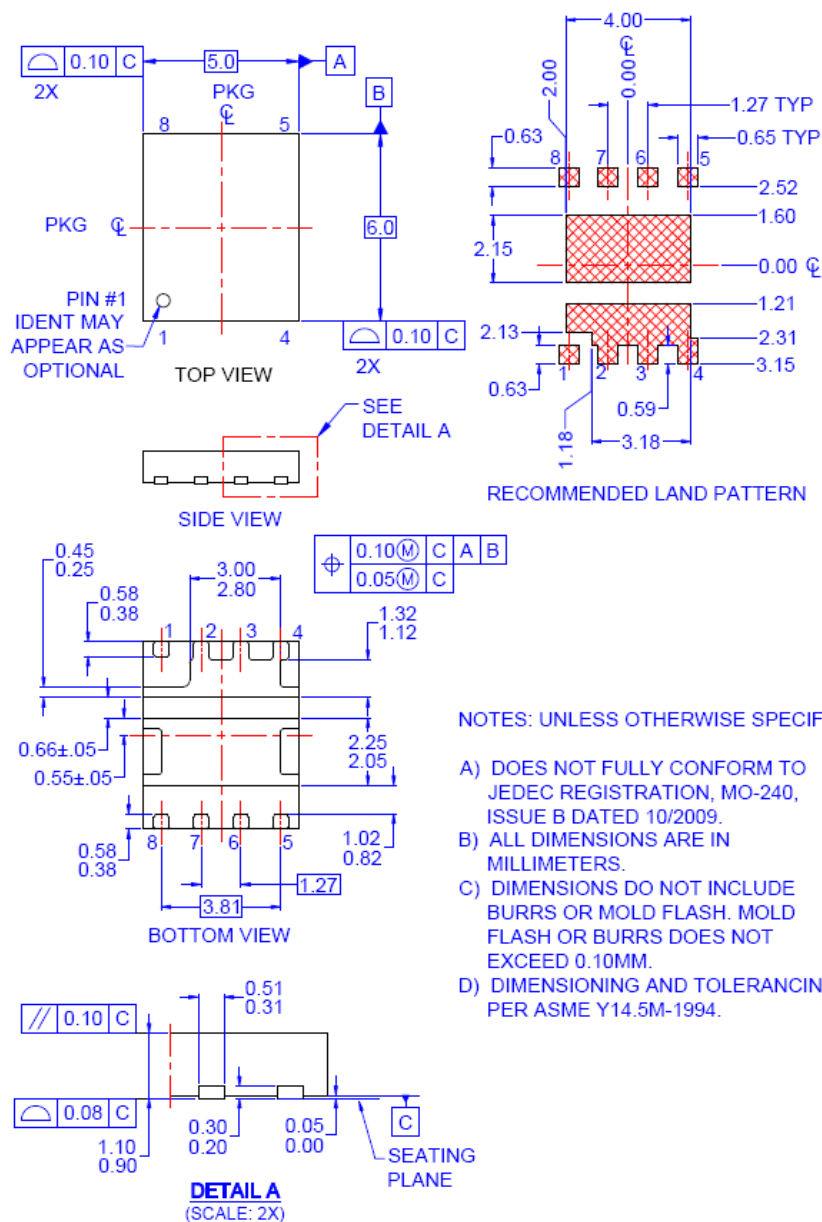 0.10 C
5.0
A
2X
PKG
℄
B
8
5
PKG ℄
6.0
PIN #1
IDENT MAY
APPEAR AS
OPTIONAL
1
4
0.10 C
2X
TOP VIEW
SEE
DETAIL A
SIDE VIEW
4.00
℄
0.00
2.00
1.27 TYP
0.65 TYP
0.63
8
7
6
5
2.52
1.60
2.15
0.00 ℄
1.21
2.13
2.31
3.15
1
2
3
4
0.63
0.59
1.18
3.18
RECOMMENDED LAND PATTERN
0.10Ⓜ C A B
0.05Ⓜ C
0.45
0.25
3.00
2.80
0.58
0.38
1.32
1.12
1
2
3
4
0.66±.05
0.55±.05
2.25
2.05
0.58
0.38
8
7
6
5
1.02
0.82
1.27
3.81
BOTTOM VIEW
NOTES: UNLESS OTHERWISE SPECIF
A) DOES NOT FULLY CONFORM TO
JEDEC REGISTRATION, MO-240,
ISSUE B DATED 10/2009.
B) ALL DIMENSIONS ARE IN
MILLIMETERS.
C) DIMENSIONS DO NOT INCLUDE
BURRS OR MOLD FLASH. MOLD
FLASH OR BURRS DOES NOT
EXCEED 0.10MM.
D) DIMENSIONING AND TOLERANCIN
PER ASME Y14.5M-1994.
0.51
0.31
// 0.10 C
0.08 C
1.10
0.90
0.30
0.20
0.05
0.00
C
SEATING
PLANE
DETAIL A
(SCALE: 2X)